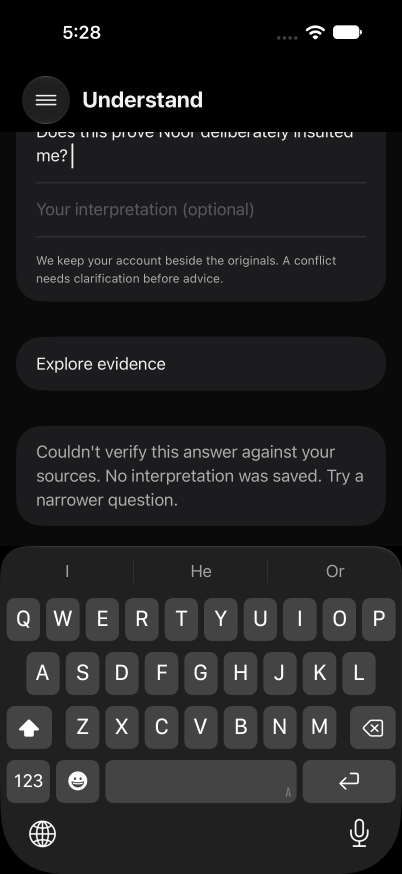 5:28
Understand
Does this prove Noor deliberately insulted
me?
Your interpretation (optional)
We keep your account beside the originals. A conflict
needs clarification before advice.
Explore evidence
Couldn't verify this answer against your
sources. No interpretation was saved. Try a
narrower question.
I He Or
Q W E R T Y U I O P
A S D F G H J K L
Z X C V B N M
123